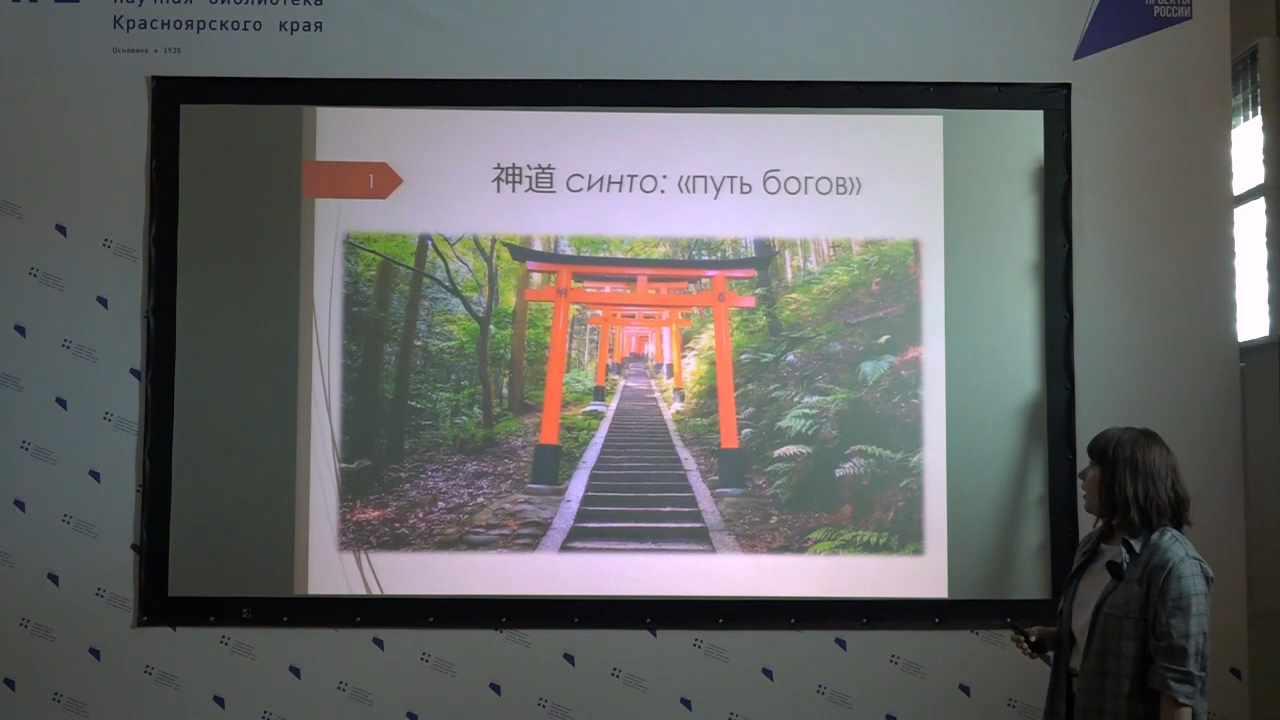 научная библиотека
Красноярского края
Основана в 1935
ПРОЕКТЫ
РОССИИ
1
神道 синто: «путь богов»